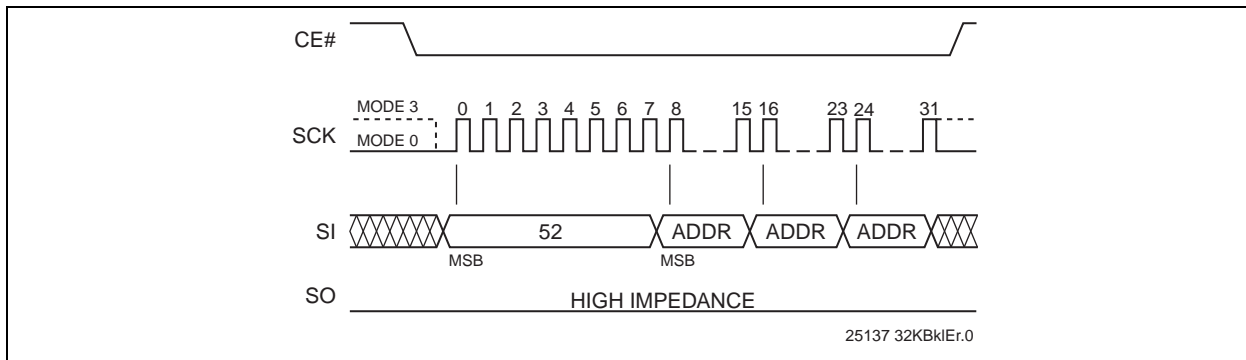 CE#
MODE 3
0 1 2 3 4 5 6 7 8 15 16 23 24 31
SCK
MODE 0
SI
52
ADDR
ADDR
ADDR
MSB
MSB
SO
HIGH IMPEDANCE
25137 32KBklEr.0